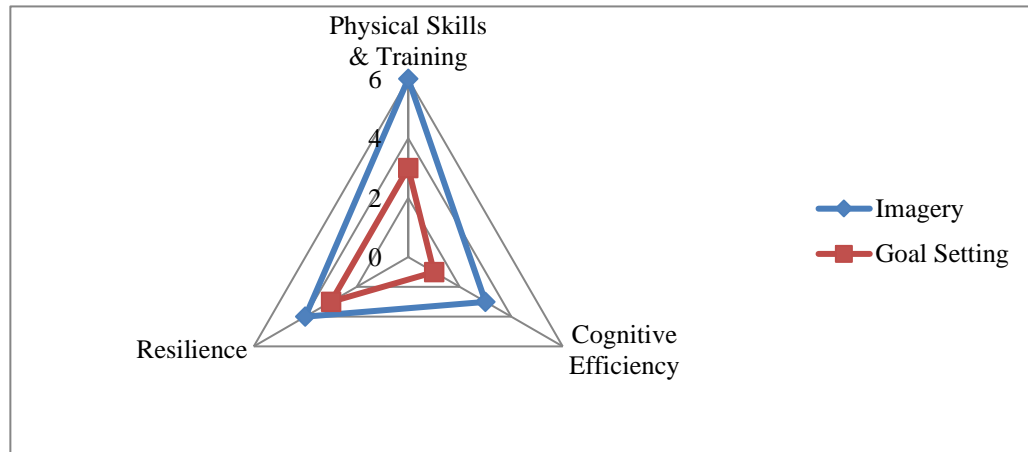 Physical Skills
& Training
6
4
2
0
Imagery
Goal Setting
Resilience
Cognitive
Efficiency